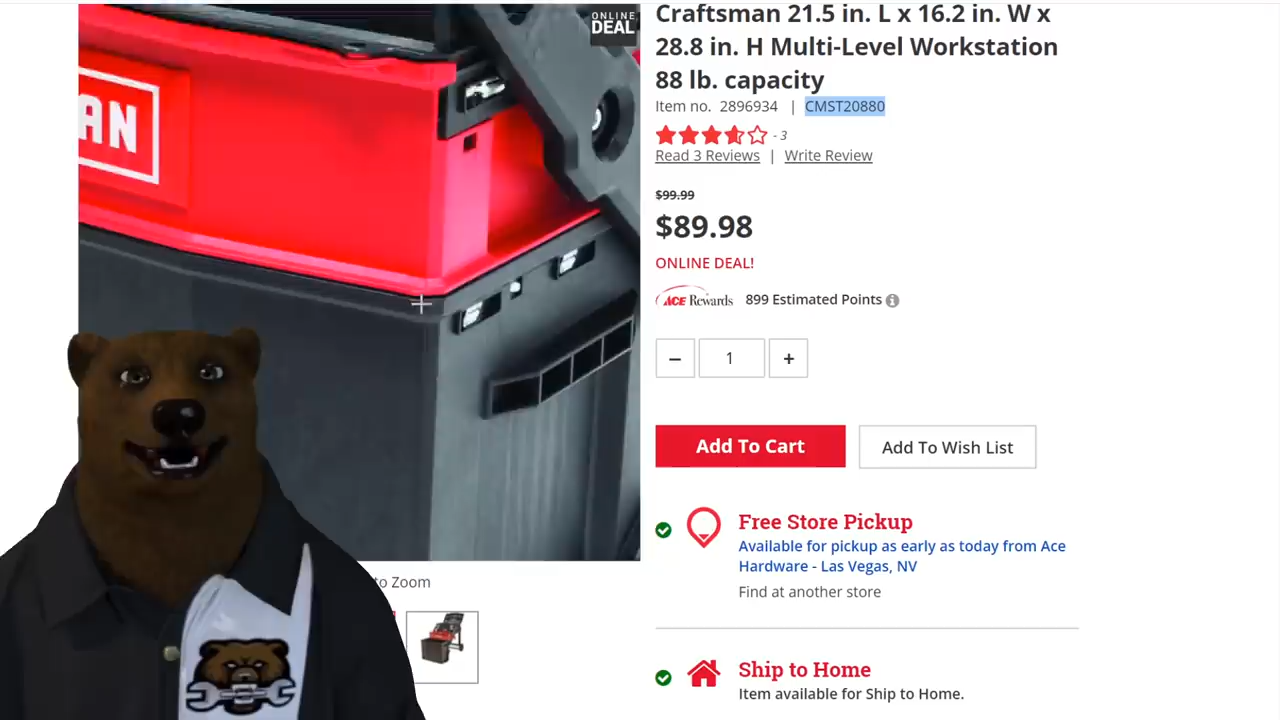 ONLINE
DEAL
AN
Craftsman 21.5 in. L x 16.2 in. W x
28.8 in. H Multi-Level Workstation
88 lb. capacity
Item no. 2896934 | CMST20880
- 3
Read 3 Reviews | Write Review
$99.99
$89.98
ONLINE DEAL!
ACE Rewards 899 Estimated Points
− 1 +
Add To Cart Add To Wish List
Free Store Pickup
Available for pickup as early as today from Ace
Hardware - Las Vegas, NV
Find at another store
to Zoom
Ship to Home
Item available for Ship to Home.